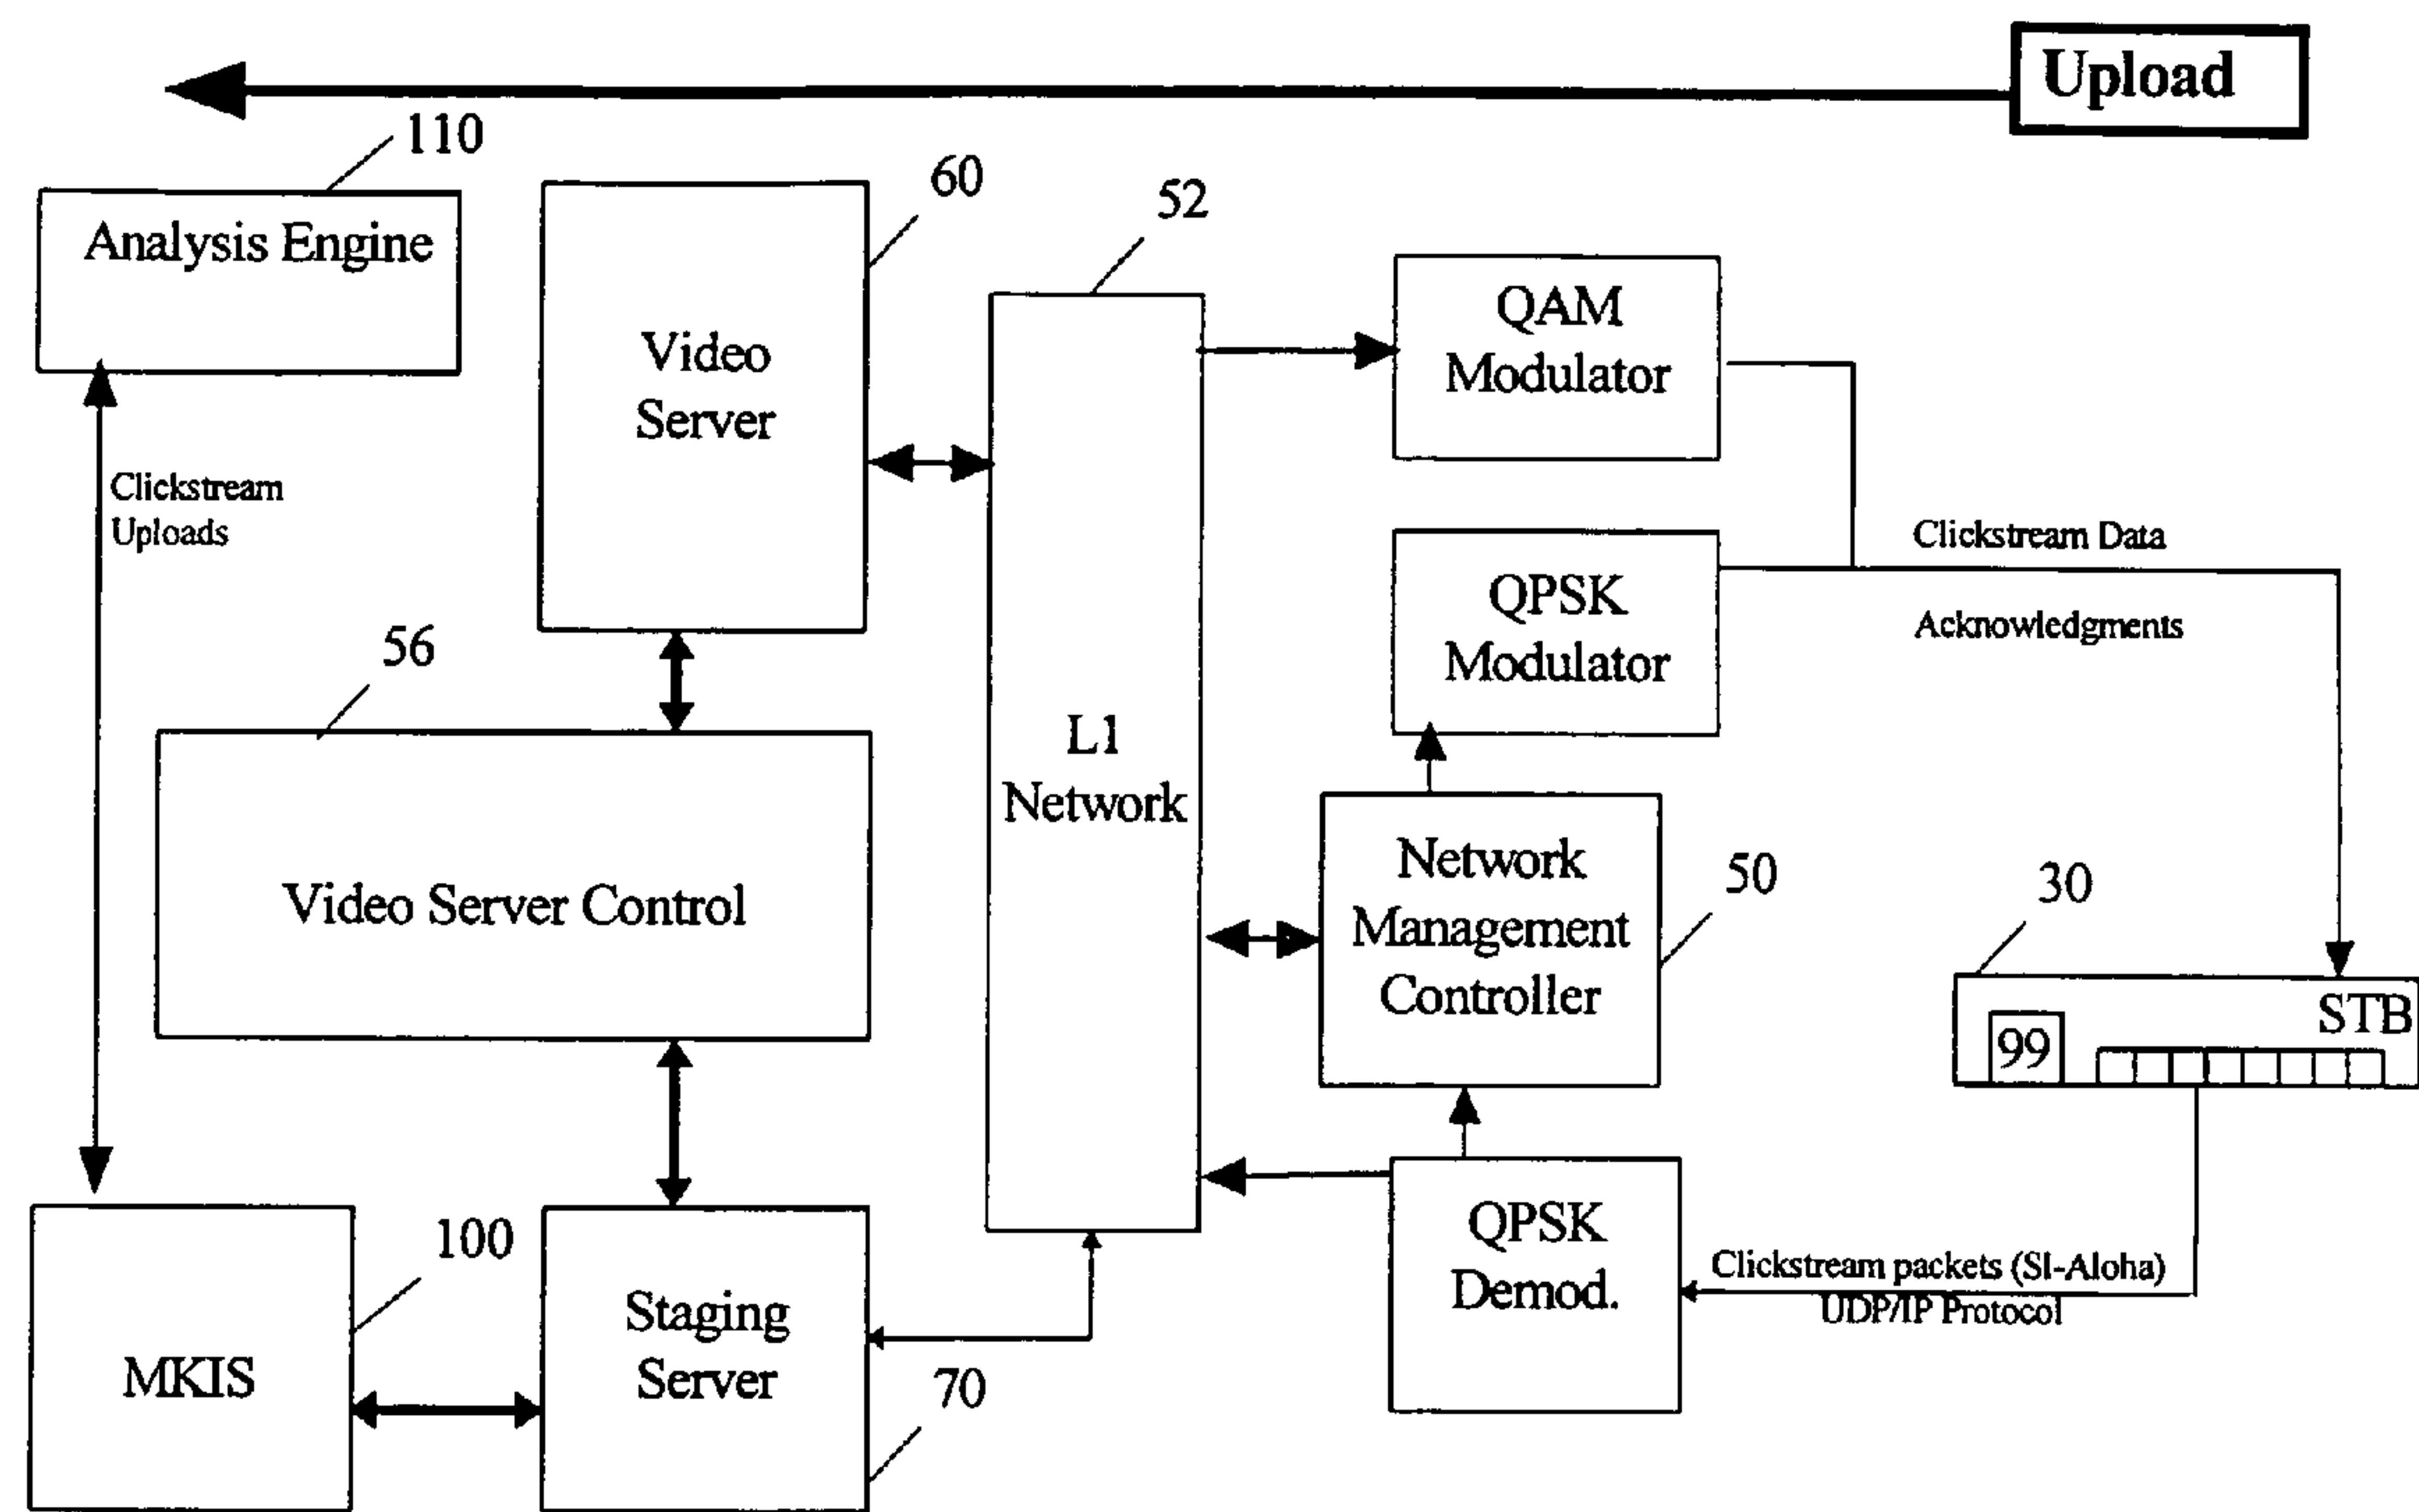 Upload
110
Analysis Engine
60
Video
Server
52
QAM
Modulator
Clickstream
Uploads
Clickstream Data
Acknowledgments
QPSK
Modulator
56
Video Server Control
L1
Network
Network
Management
Controller
50
30
STB
99
100
MKIS
Staging
Server
70
QPSK
Demod.
Clickstream packets (Sl-Aloha)
UDP/IP Protocol